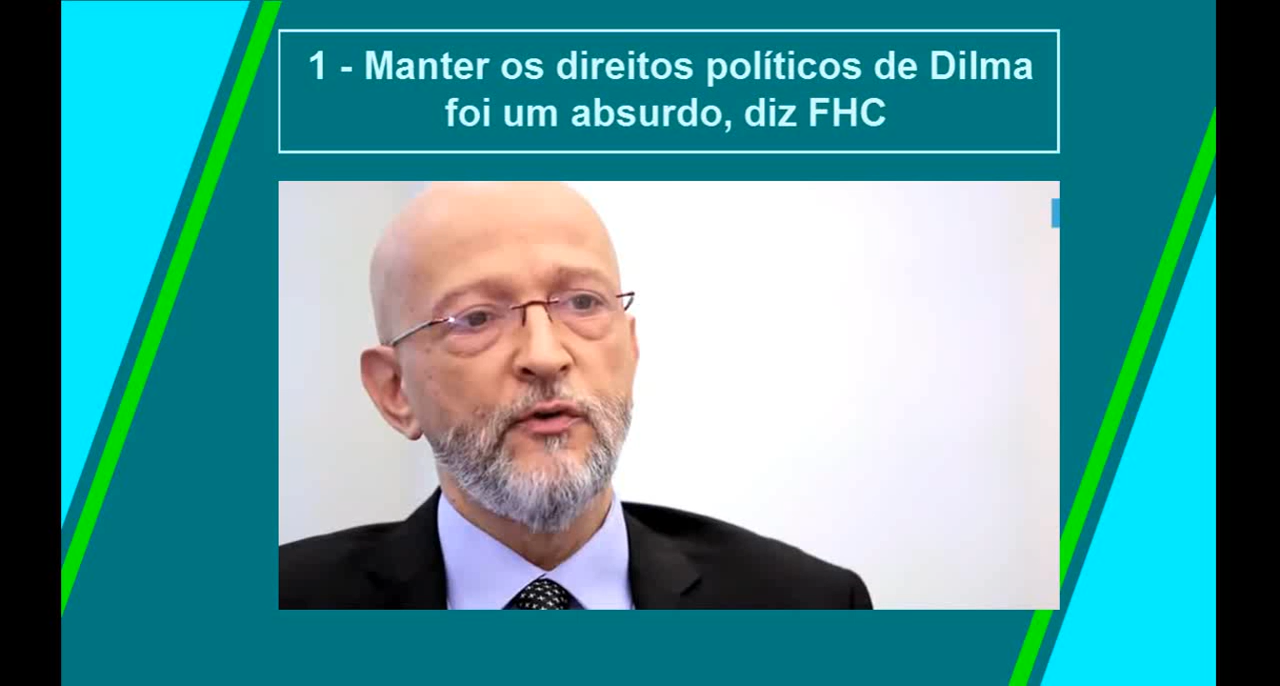 1 - Manter os direitos políticos de Dilma
foi um absurdo, diz FHC